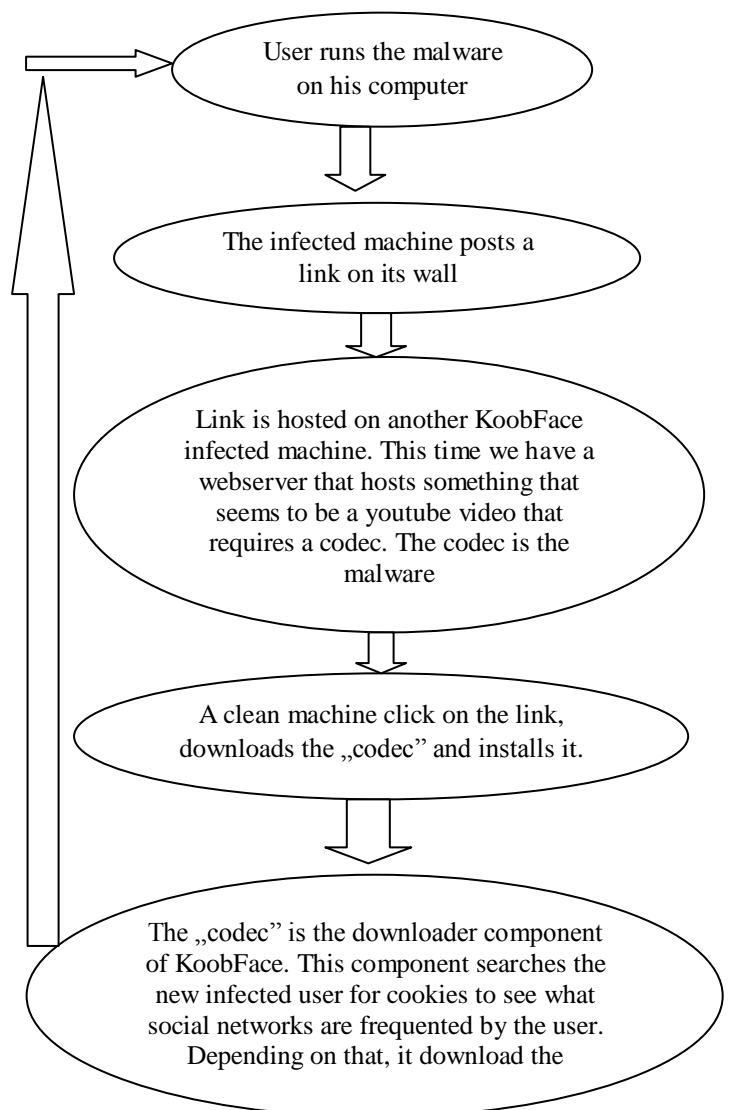 User runs the malware
on his computer
The infected machine posts a
link on its wall
Link is hosted on another KoobFace
infected machine. This time we have a
webserver that hosts something that
seems to be a youtube video that
requires a codec. The codec is the
malware
A clean machine click on the link,
downloads the „codec” and installs it.
The „codec” is the downloader component
of KoobFace. This component searches the
new infected user for cookies to see what
social networks are frequented by the user.
Depending on that, it download the